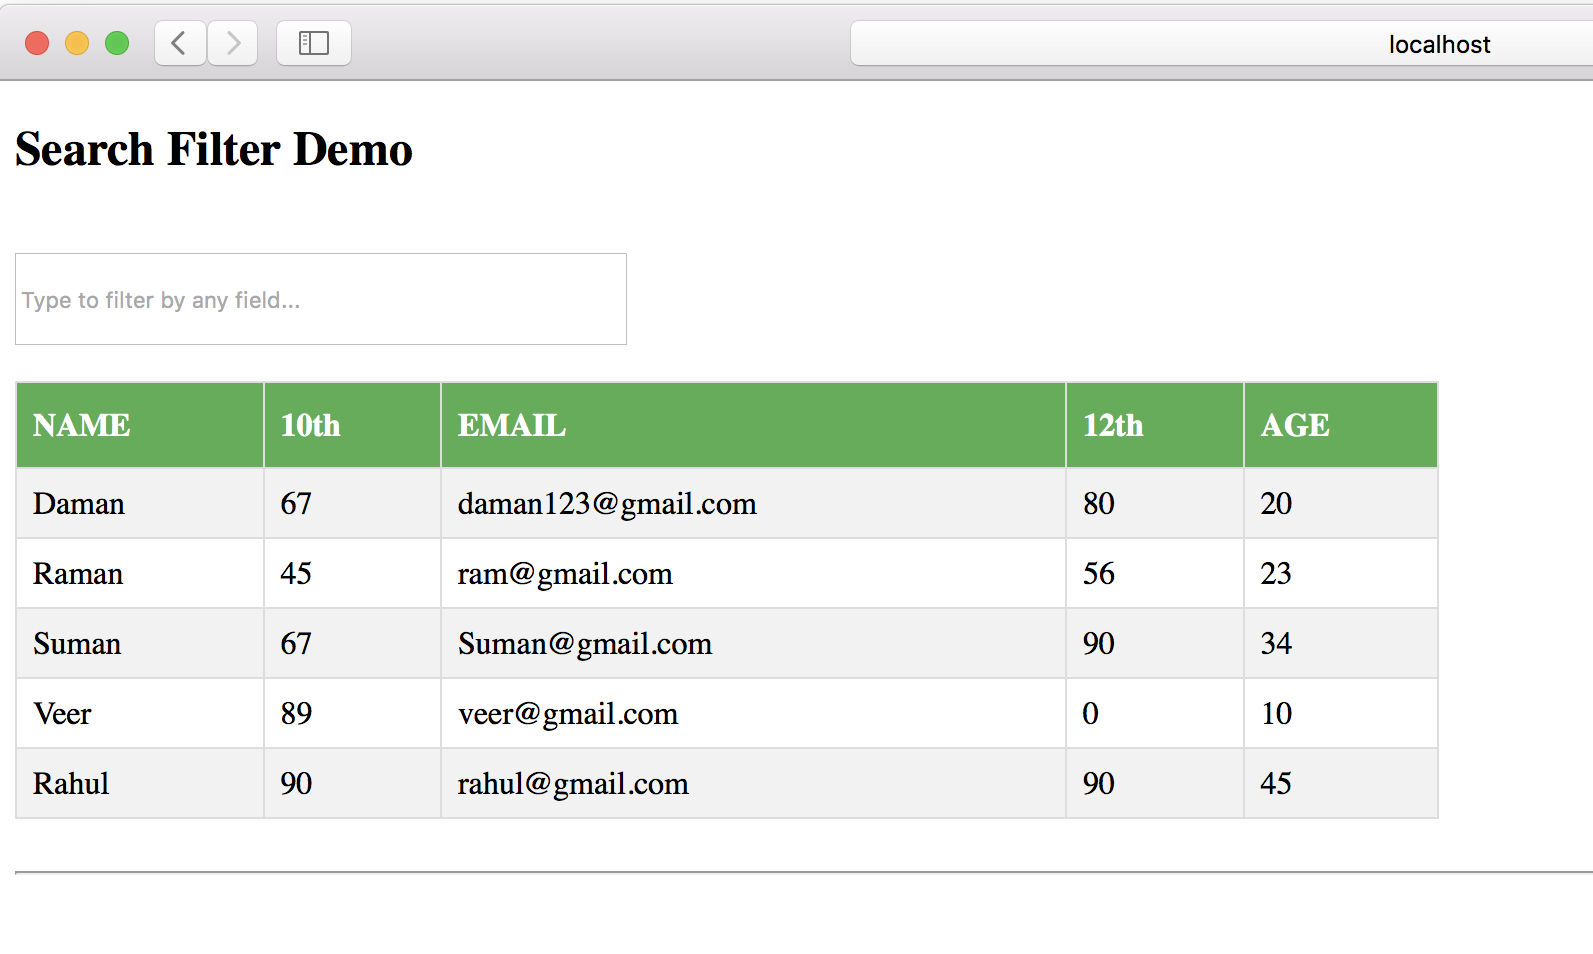 localhost
Search Filter Demo
Type to filter by any field...
NAME 10th EMAIL 12th AGE
Daman 67 daman123@gmail.com 80 20
Raman 45 ram@gmail.com 56 23
Suman 67 Suman@gmail.com 90 34
Veer 89 veer@gmail.com 0 10
Rahul 90 rahul@gmail.com 90 45